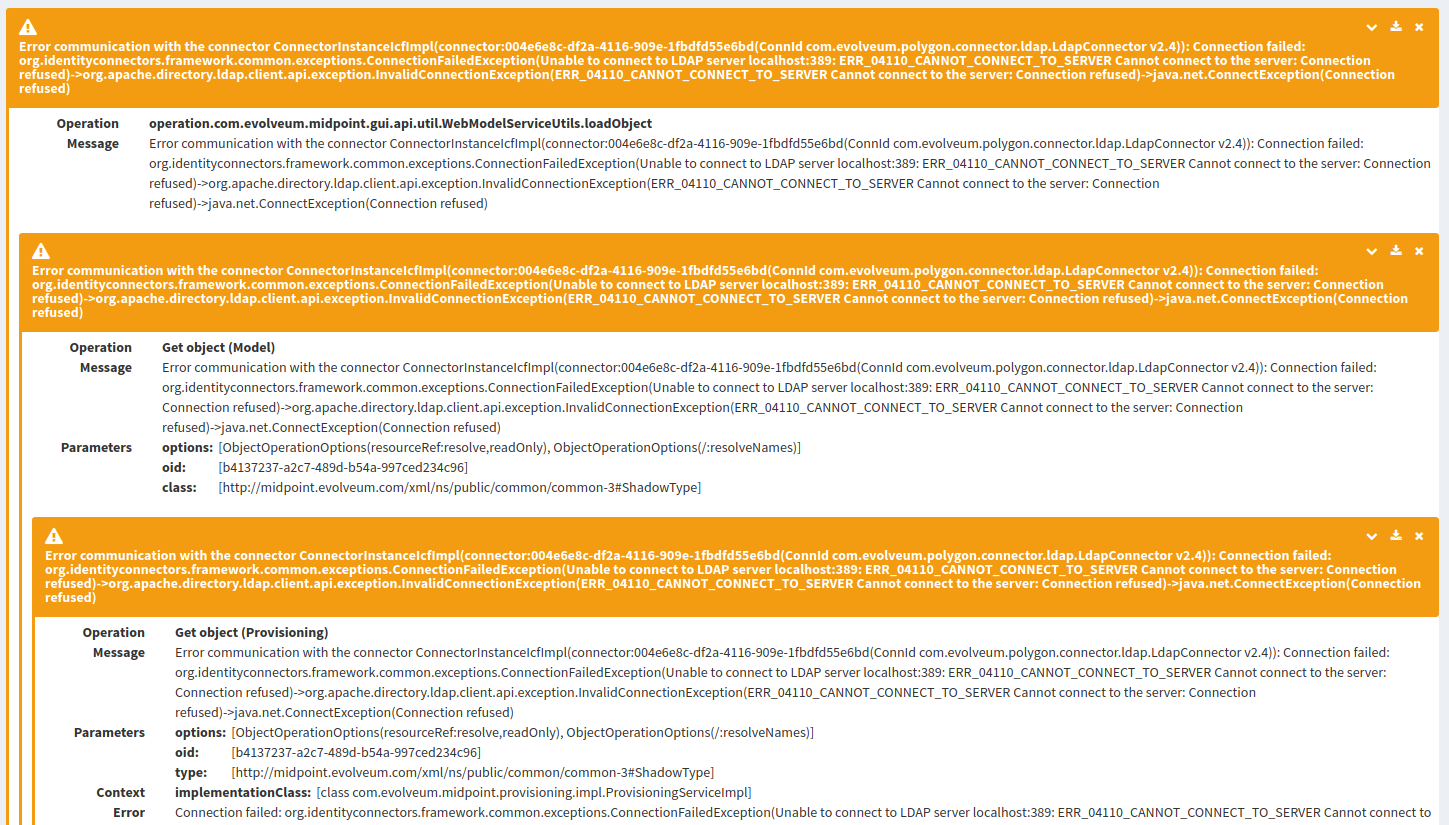 Error communication with the connector ConnectorInstanceIcfImpl(connector:004e6e8c-df2a-4116-909e-1fbdfd55e6bd(ConnId com.evolveum.polygon.connector.ldap.LdapConnector v2.4)): Connection failed:
org.identityconnectors.framework.common.exceptions.ConnectionFailedException(Unable to connect to LDAP server localhost:389: ERR_04110_CANNOT_CONNECT_TO_SERVER Cannot connect to the server: Connection
refused)->org.apache.directory.ldap.client.api.exception.InvalidConnectionException(ERR_04110_CANNOT_CONNECT_TO_SERVER Cannot connect to the server: Connection refused)->java.net.ConnectException(Connection
refused)
Operation operation.com.evolveum.midpoint.gui.api.util.WebModelServiceUtils.loadObject
Message Error communication with the connector ConnectorInstanceIcfImpl(connector:004e6e8c-df2a-4116-909e-1fbdfd55e6bd(ConnId com.evolveum.polygon.connector.ldap.LdapConnector v2.4)): Connection failed:
org.identityconnectors.framework.common.exceptions.ConnectionFailedException(Unable to connect to LDAP server localhost:389: ERR_04110_CANNOT_CONNECT_TO_SERVER Cannot connect to the server: Connection
refused)->org.apache.directory.ldap.client.api.exception.InvalidConnectionException(ERR_04110_CANNOT_CONNECT_TO_SERVER Cannot connect to the server: Connection
refused)->java.net.ConnectException(Connection refused)
Error communication with the connector ConnectorInstanceIcfImpl(connector:004e6e8c-df2a-4116-909e-1fbdfd55e6bd(ConnId com.evolveum.polygon.connector.ldap.LdapConnector v2.4)): Connection failed:
org.identityconnectors.framework.common.exceptions.ConnectionFailedException(Unable to connect to LDAP server localhost:389: ERR_04110_CANNOT_CONNECT_TO_SERVER Cannot connect to the server: Connection
refused)->org.apache.directory.ldap.client.api.exception.InvalidConnectionException(ERR_04110_CANNOT_CONNECT_TO_SERVER Cannot connect to the server: Connection refused)->java.net.ConnectException(Connection
refused)
Operation Get object (Model)
Message Error communication with the connector ConnectorInstanceIcfImpl(connector:004e6e8c-df2a-4116-909e-1fbdfd55e6bd(ConnId com.evolveum.polygon.connector.ldap.LdapConnector v2.4)): Connection failed:
org.identityconnectors.framework.common.exceptions.ConnectionFailedException(Unable to connect to LDAP server localhost:389: ERR_04110_CANNOT_CONNECT_TO_SERVER Cannot connect to the server:
Connection refused)->org.apache.directory.ldap.client.api.exception.InvalidConnectionException(ERR_04110_CANNOT_CONNECT_TO_SERVER Cannot connect to the server: Connection
refused)->java.net.ConnectException(Connection refused)
Parameters options: [ObjectOperationOptions(resourceRef:resolve,readOnly), ObjectOperationOptions(/:resolveNames)]
oid: [b4137237-a2c7-489d-b54a-997ced234c96]
class: [http://midpoint.evolveum.com/xml/ns/public/common/common-3#ShadowType]
Error communication with the connector ConnectorInstanceIcfImpl(connector:004e6e8c-df2a-4116-909e-1fbdfd55e6bd(ConnId com.evolveum.polygon.connector.ldap.LdapConnector v2.4)): Connection failed:
org.identityconnectors.framework.common.exceptions.ConnectionFailedException(Unable to connect to LDAP server localhost:389: ERR_04110_CANNOT_CONNECT_TO_SERVER Cannot connect to the server: Connection
refused)->org.apache.directory.ldap.client.api.exception.InvalidConnectionException(ERR_04110_CANNOT_CONNECT_TO_SERVER Cannot connect to the server: Connection refused)->java.net.ConnectException(Connection
refused)
Operation Get object (Provisioning)
Message Error communication with the connector ConnectorInstanceIcfImpl(connector:004e6e8c-df2a-4116-909e-1fbdfd55e6bd(ConnId com.evolveum.polygon.connector.ldap.LdapConnector v2.4)): Connection failed:
org.identityconnectors.framework.common.exceptions.ConnectionFailedException(Unable to connect to LDAP server localhost:389: ERR_04110_CANNOT_CONNECT_TO_SERVER Cannot connect to the server:
Connection refused)->org.apache.directory.ldap.client.api.exception.InvalidConnectionException(ERR_04110_CANNOT_CONNECT_TO_SERVER Cannot connect to the server: Connection
refused)->java.net.ConnectException(Connection refused)
Parameters options: [ObjectOperationOptions(resourceRef:resolve,readOnly), ObjectOperationOptions(/:resolveNames)]
oid: [b4137237-a2c7-489d-b54a-997ced234c96]
type: [http://midpoint.evolveum.com/xml/ns/public/common/common-3#ShadowType]
Context implementationClass: [class com.evolveum.midpoint.provisioning.impl.ProvisioningServiceImpl]
Error Connection failed: org.identityconnectors.framework.common.exceptions.ConnectionFailedException(Unable to connect to LDAP server localhost:389: ERR_04110_CANNOT_CONNECT_TO_SERVER Cannot connect to